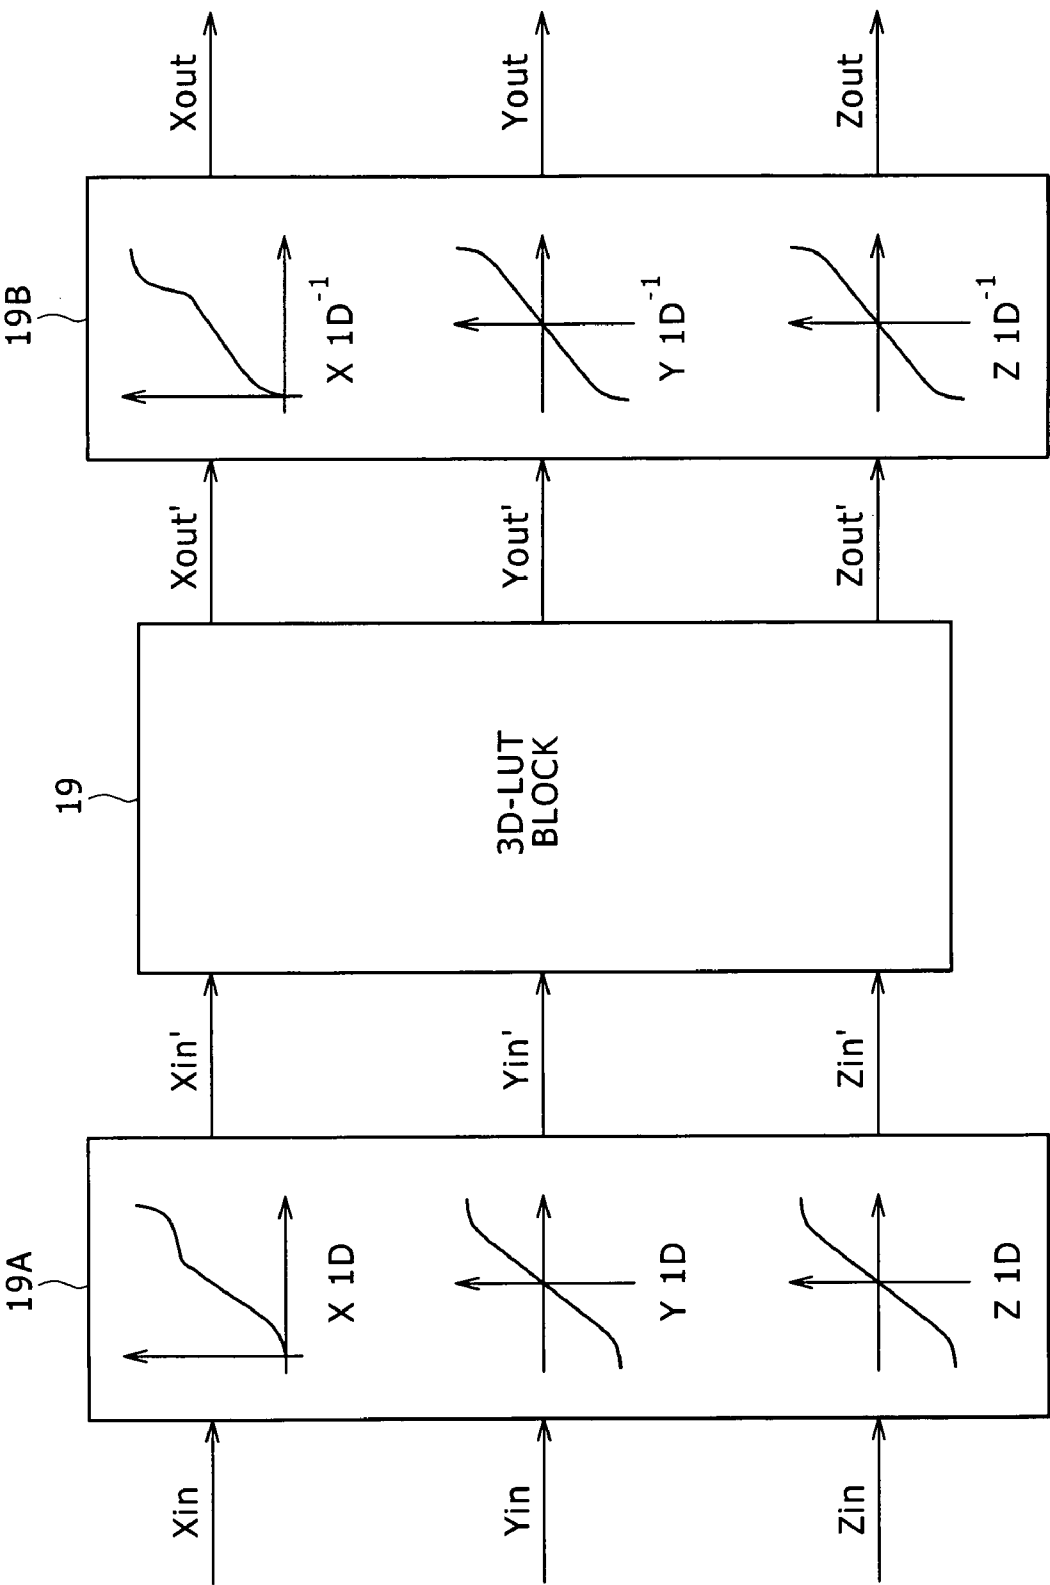 19A
19
19B
Xin
X 1D
Xin'
Xout'
X 1D⁻¹
Xout
Yin
Y 1D
Yin'
3D-LUT
BLOCK
Yout'
Y 1D⁻¹
Yout
Zin
Z 1D
Zin'
Zout'
Z 1D⁻¹
Zout